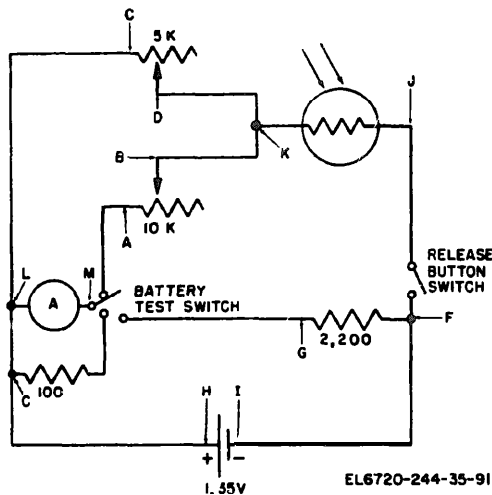 C
5 K
D
J
B
K
10 K
A
RELEASE
BUTTON
SWITCH
L
M
A
BATTERY
TEST SWITCH
F
2,200
G
100
C
H
I
+
−
1.55V
EL6720-244-35-91